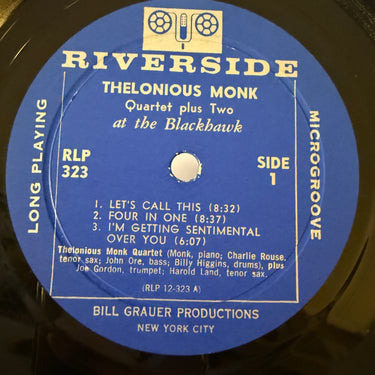 RIVERSIDE
THELONIOUS MONK
Quartet plus Two
at the Blackhawk
LONG PLAYING
MICROGROOVE
RLP
323
SIDE
1
1. LET'S CALL THIS (8:32)
2. FOUR IN ONE (8:37)
3. I'M GETTING SENTIMENTAL
OVER YOU (6:07)
Thelonious Monk Quartet (Monk, piano; Charlie Rouse,
tenor sax; John Ore, bass; Billy Higgins, drums), plus
Joe Gordon, trumpet; Harold Land, tenor sax.
(RLP 12-323 A)
BILL GRAUER PRODUCTIONS
NEW YORK CITY